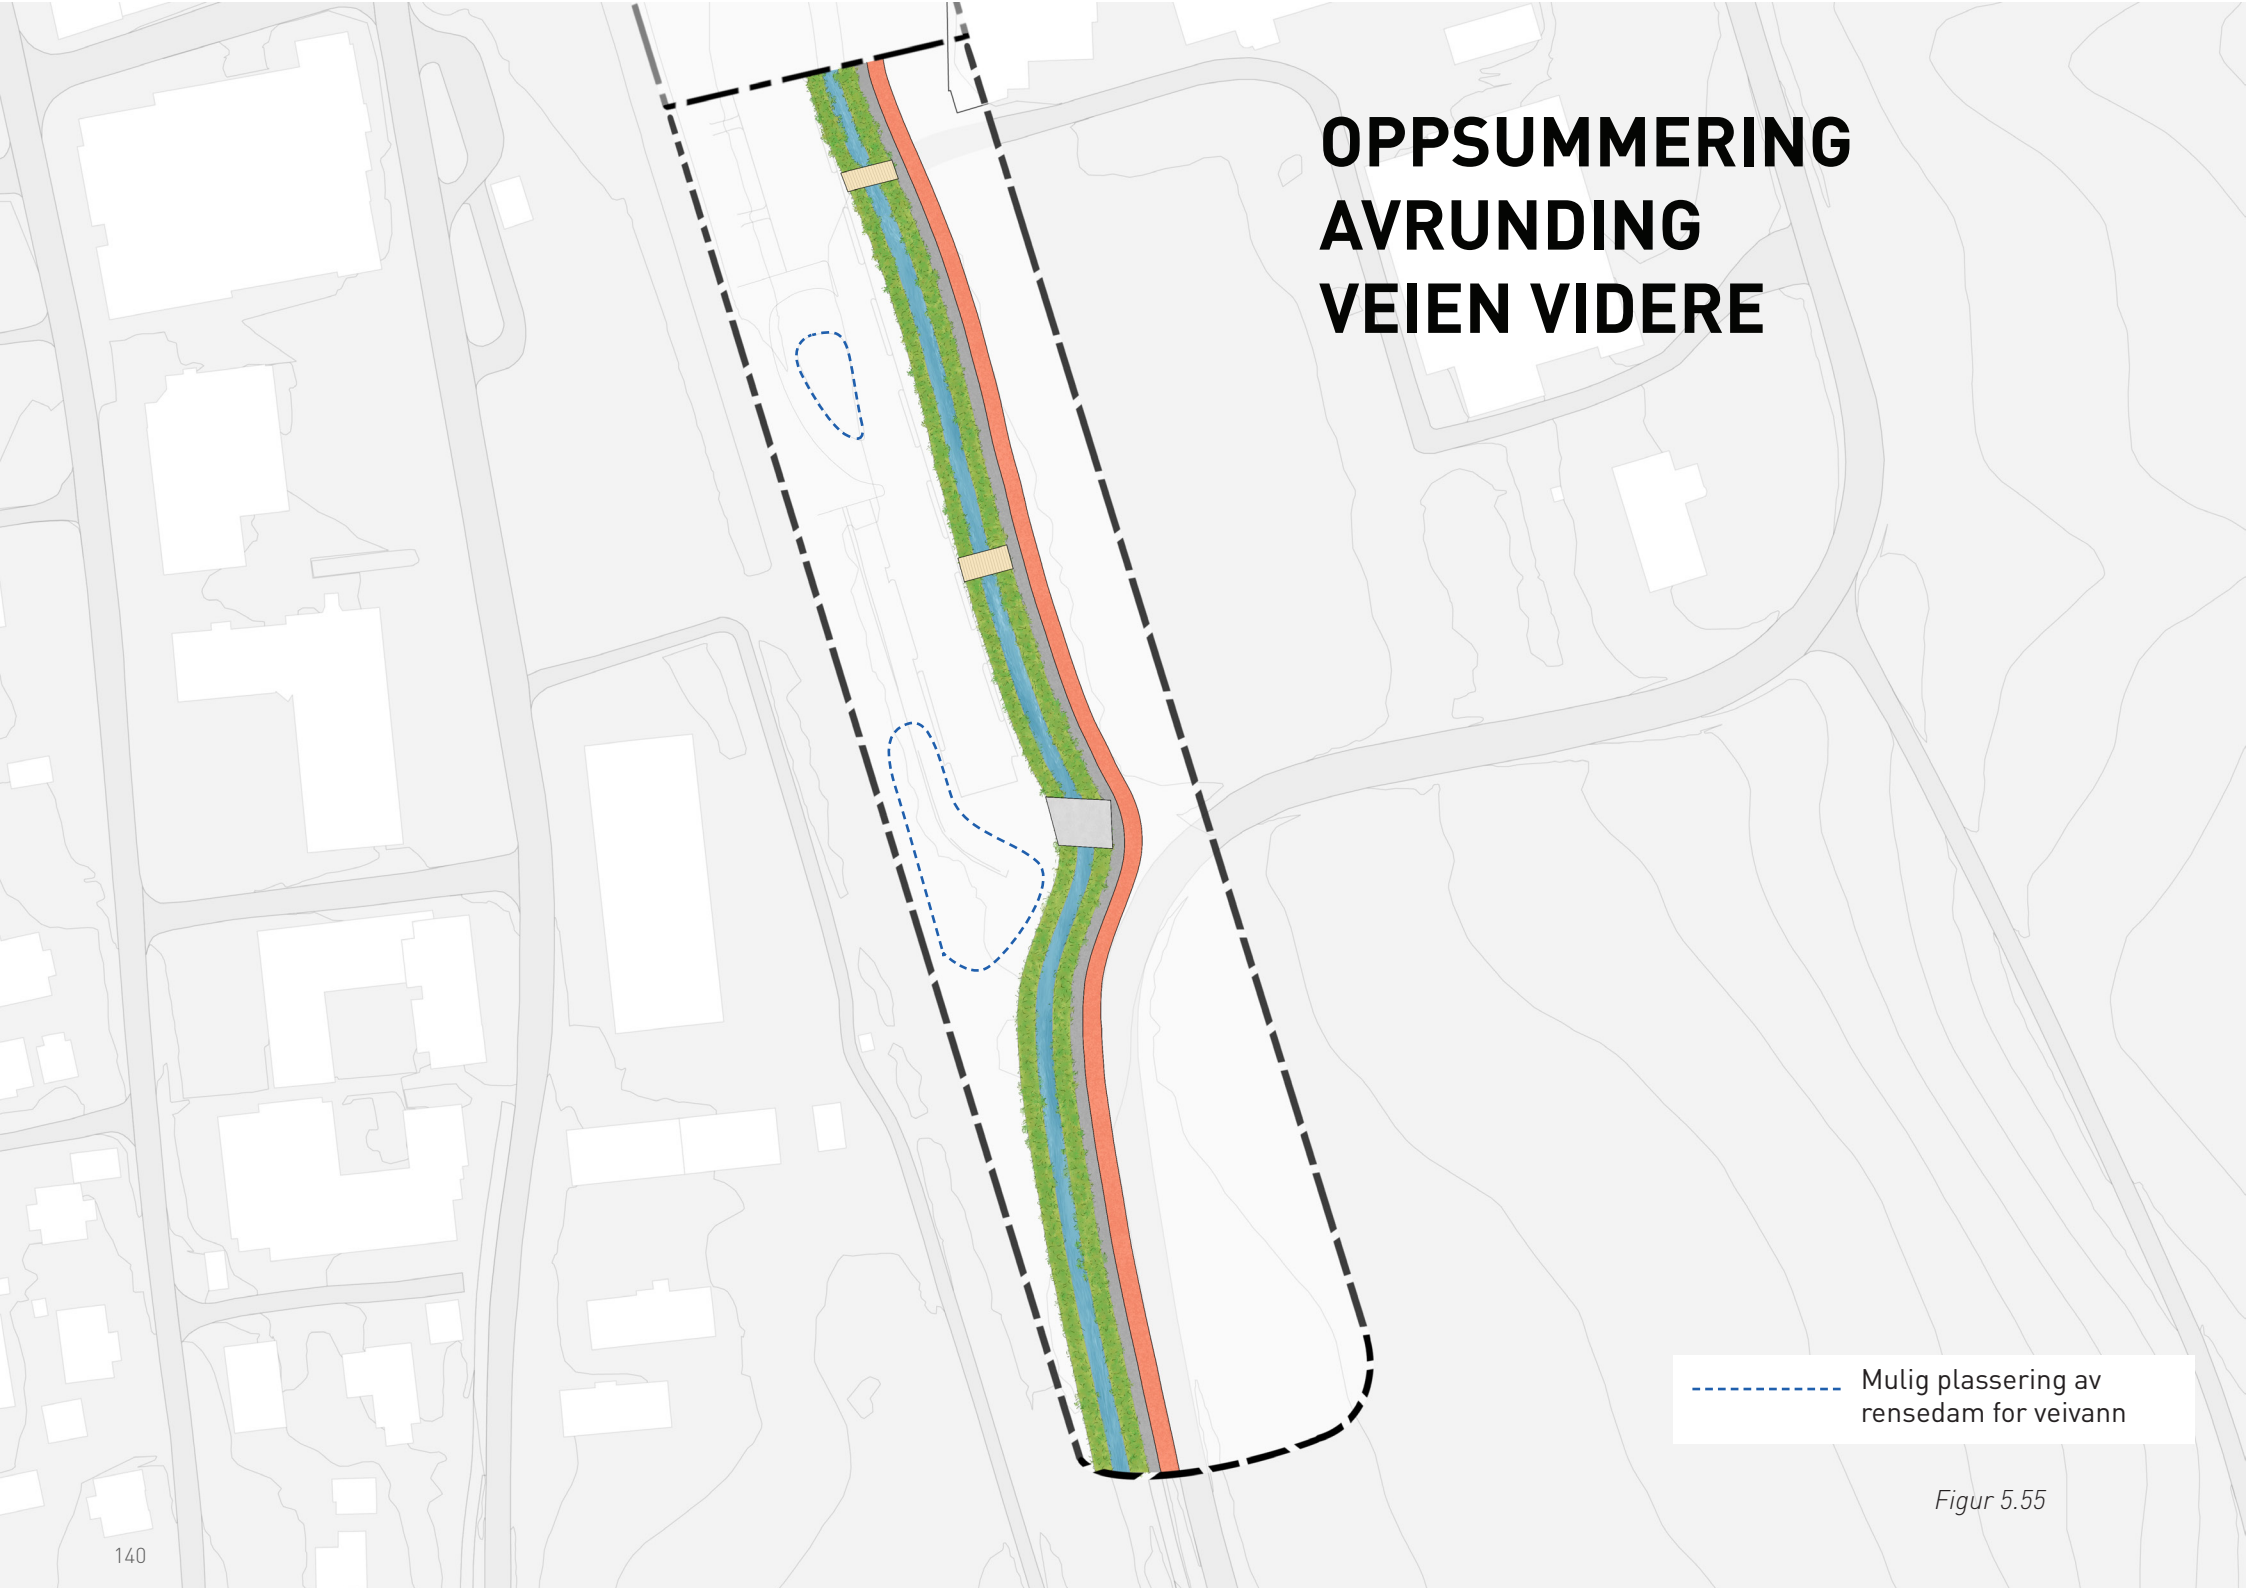 OPPSUMMERING
AVRUNDING
VEIEN VIDERE
Mulig plassering av
rensedam for veivann
Figur 5.55
140